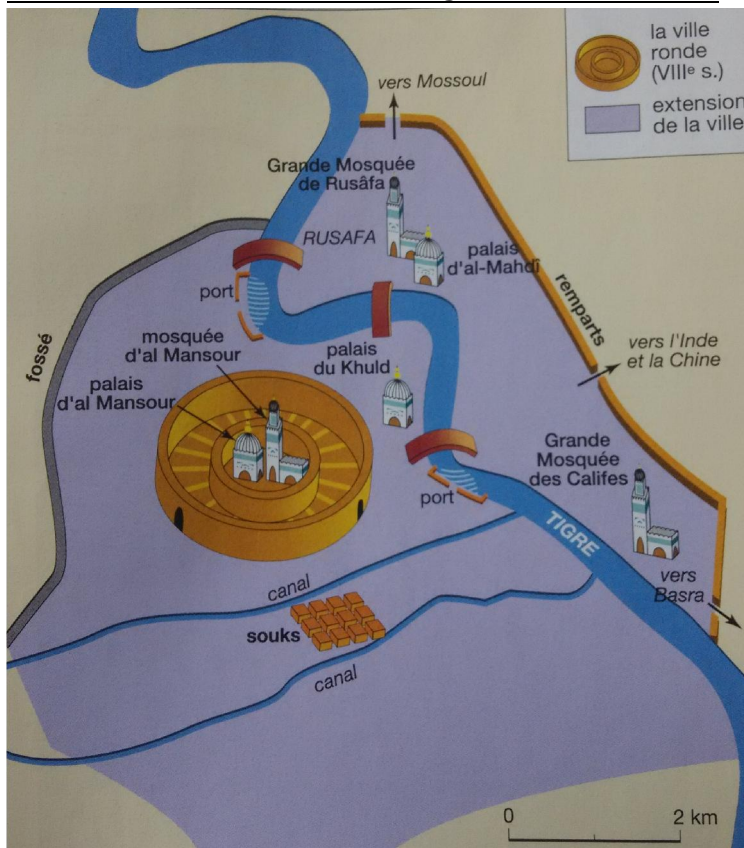 la ville
ronde
(VIIIᵉ s.)
extension
de la ville
vers Mossoul
Grande Mosquée
de Rusâfa
RUSAFA
palais
d'al-Mahdî
remparts
port
fossé
mosquée
d'al Mansour
palais
du Khuld
vers l'Inde
et la Chine
palais
d'al Mansour
Grande
Mosquée
des Califes
port
TIGRE
canal
vers
Basra
souks
canal
0 2 km